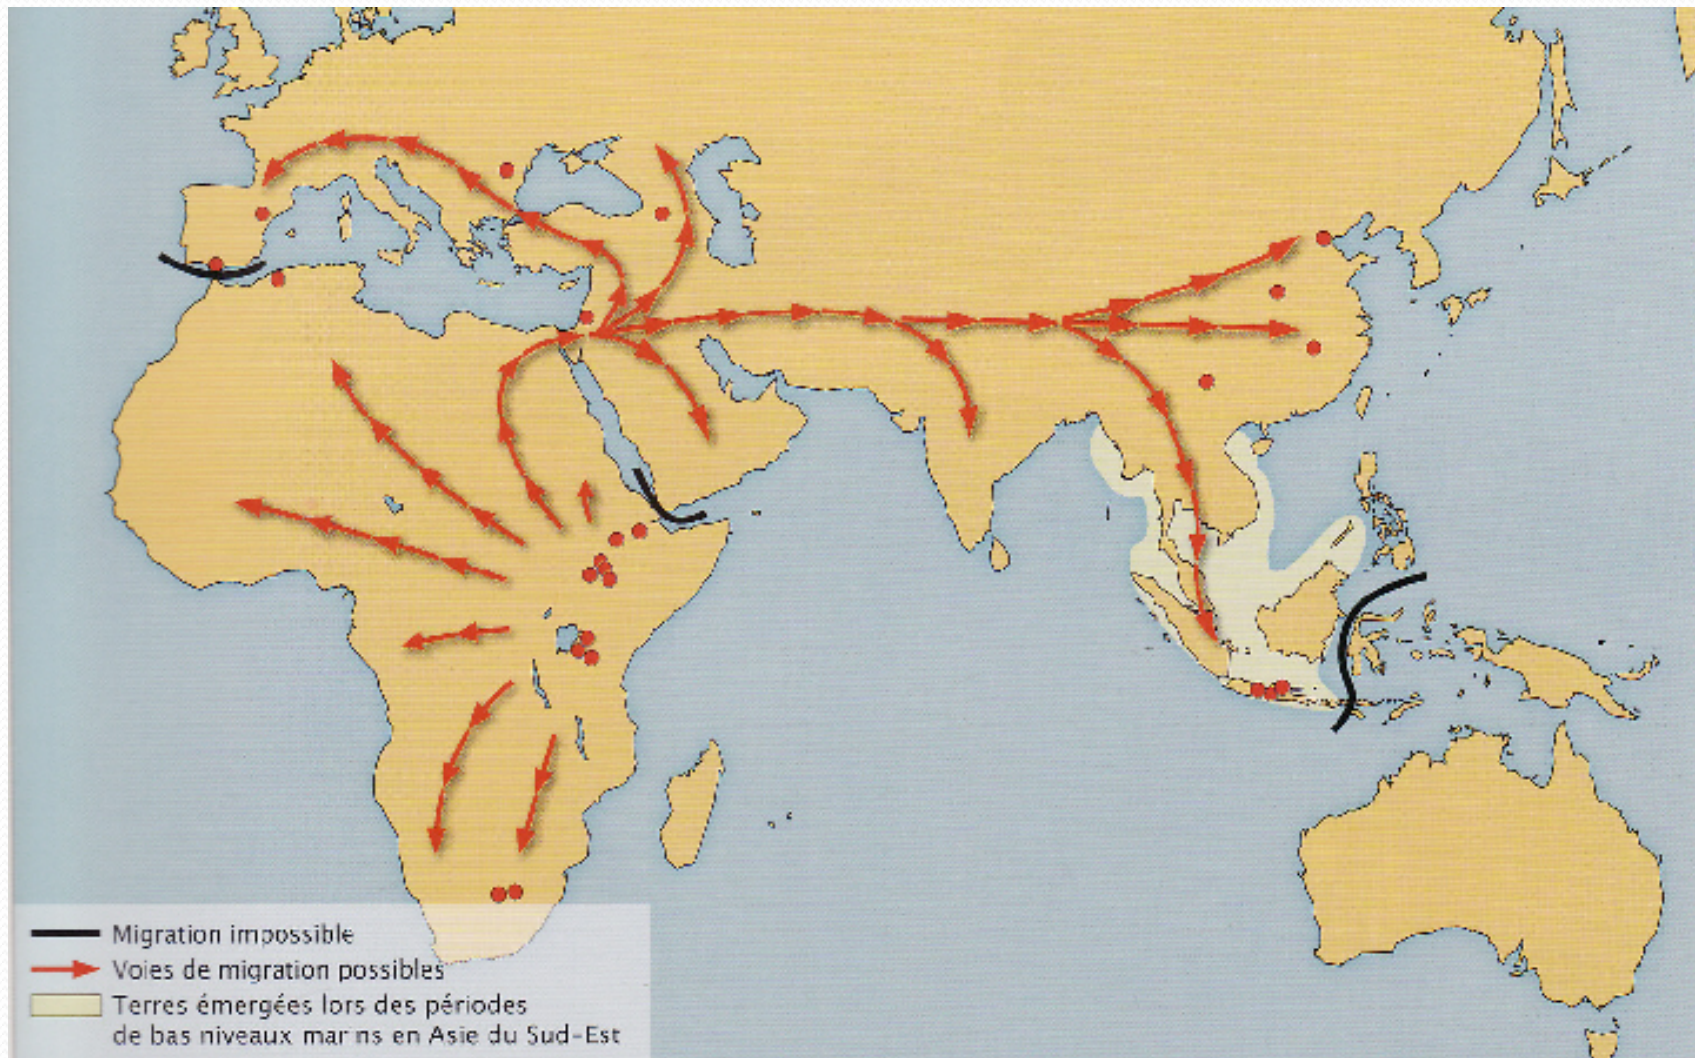 Migration impossible
Voies de migration possibles
Terres émergées lors des périodes
de bas niveaux marins en Asie du Sud-Est